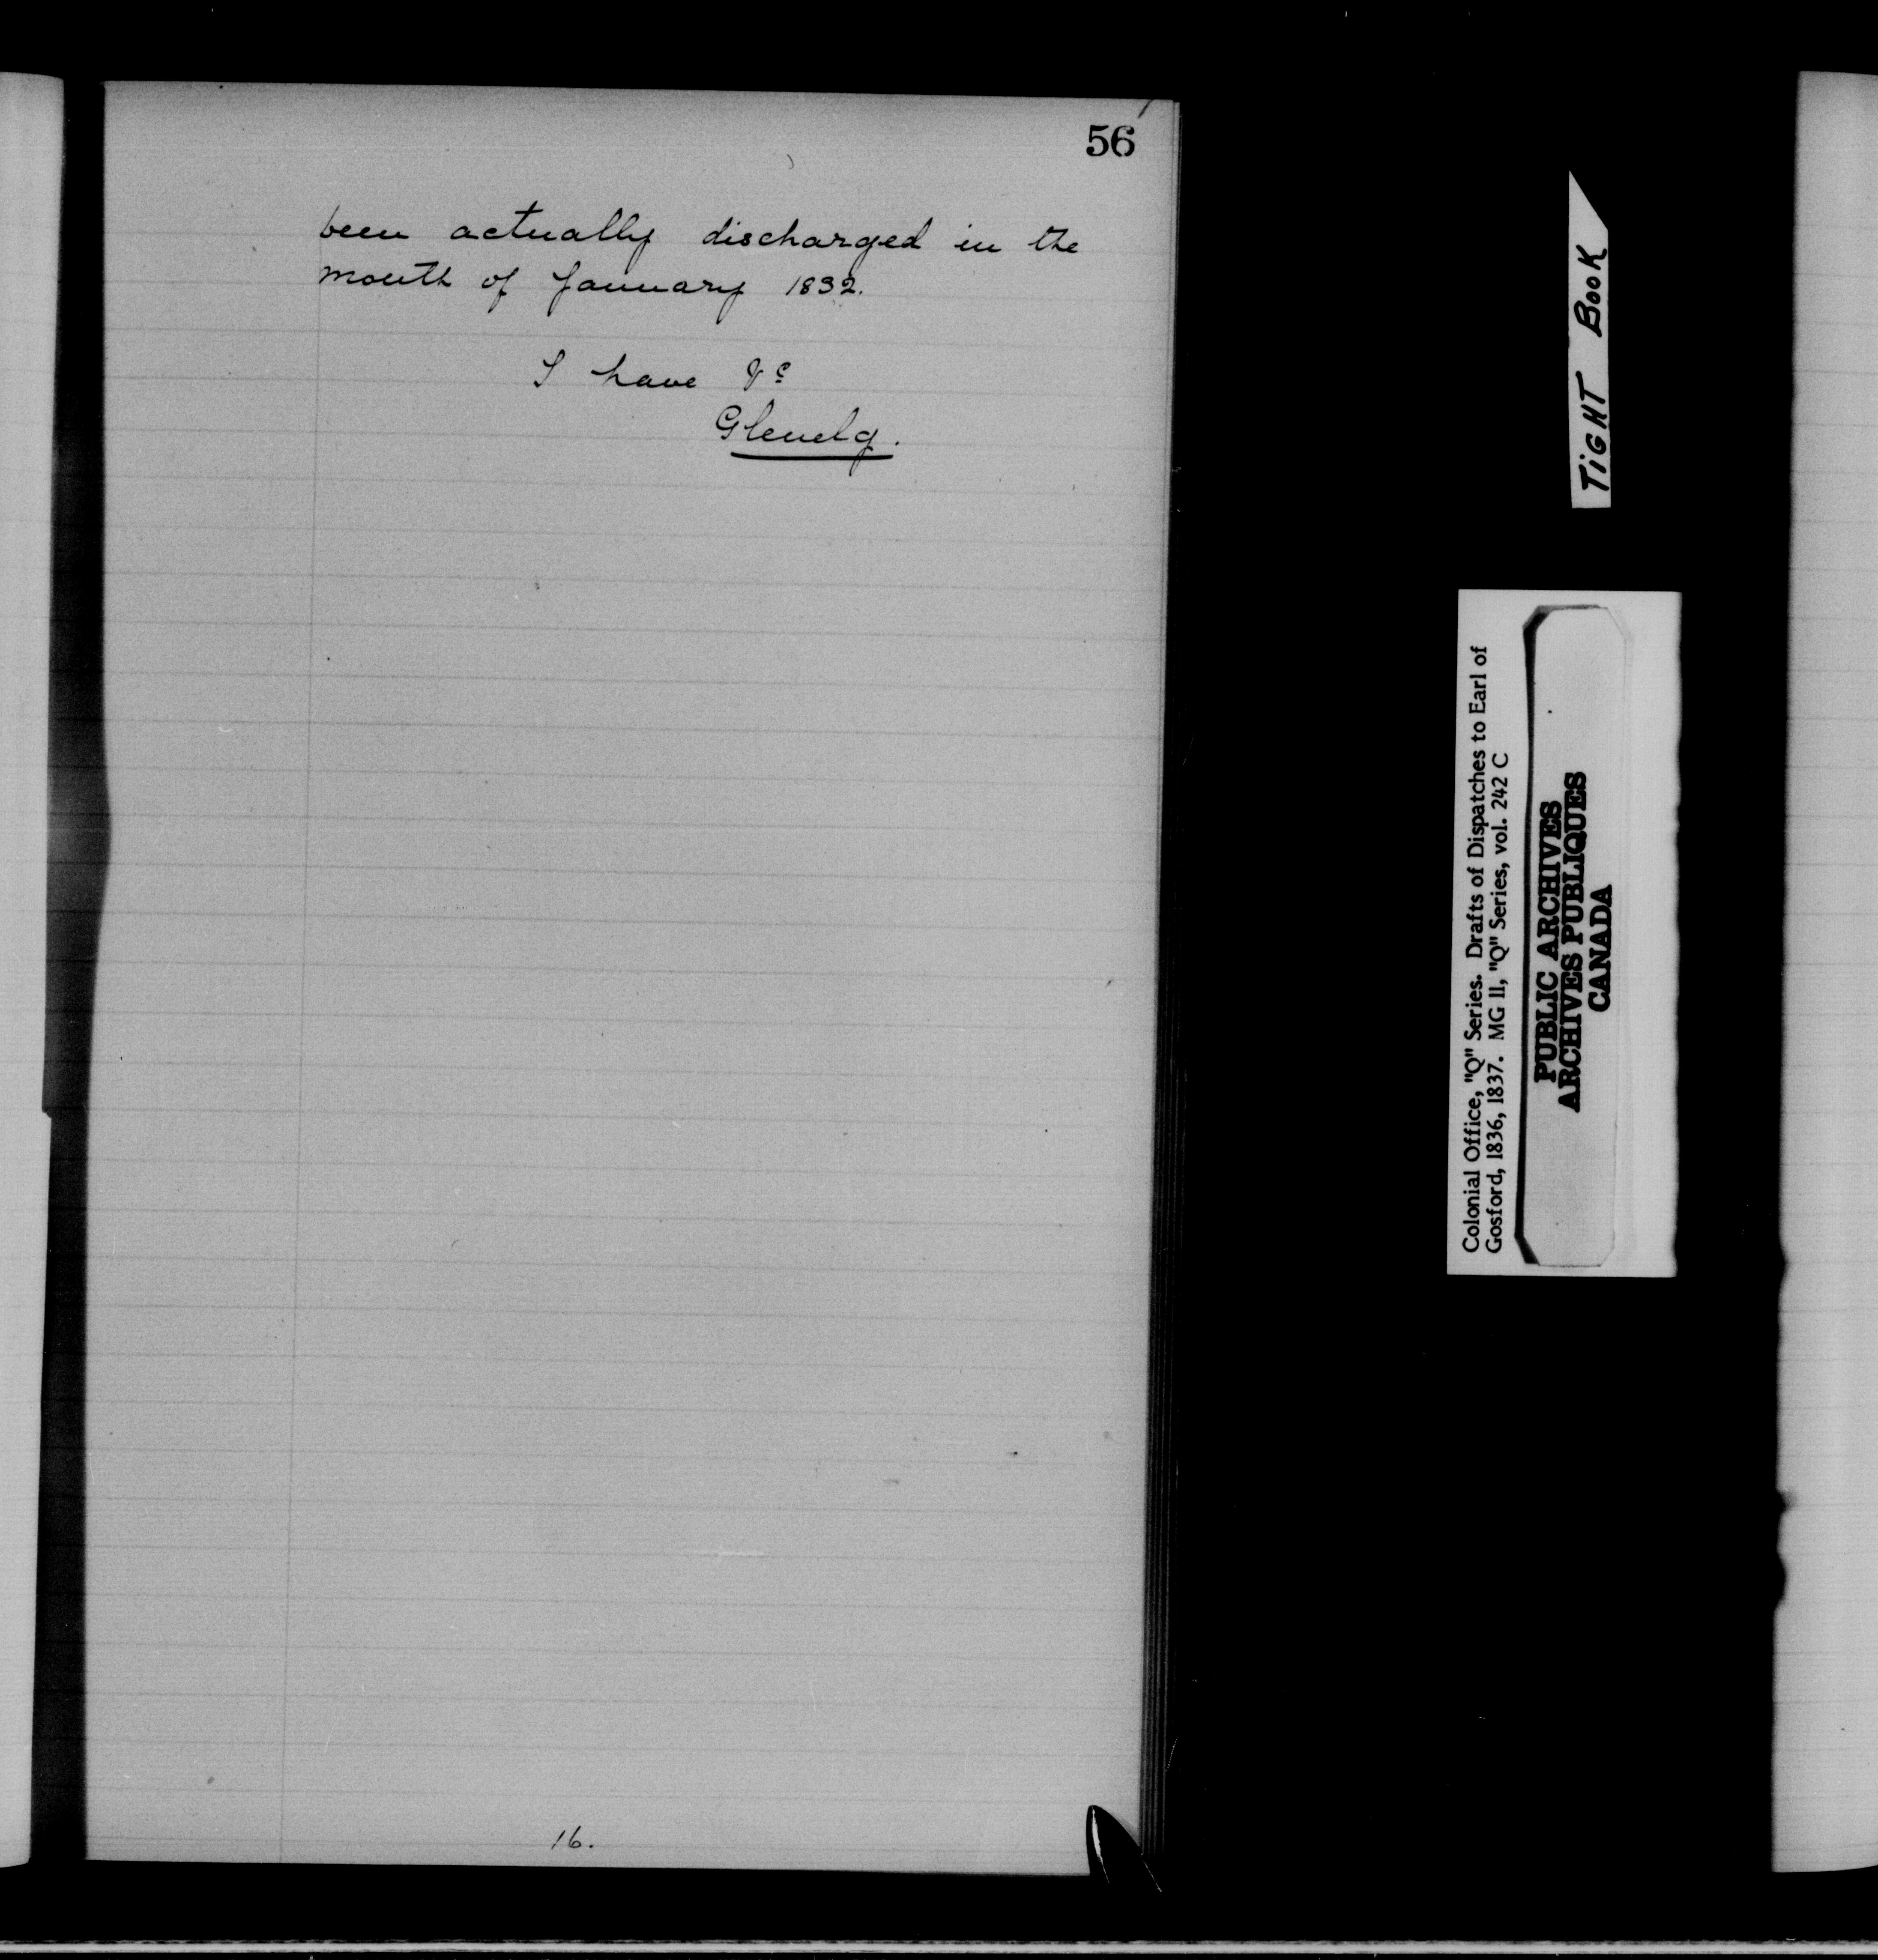 56
been actually discharged in the
month of January 1832.
I have &c
Glenelg.
16.
TiGHT BOOK
Colonial Office, "Q" Series. Drafts of Dispatches to Earl of
Gosford, 1836, 1837. MG 11, "Q" Series, vol. 242 C
PUBLIC ARCHIVES
ARCHIVES PUBLIQUES
CANADA